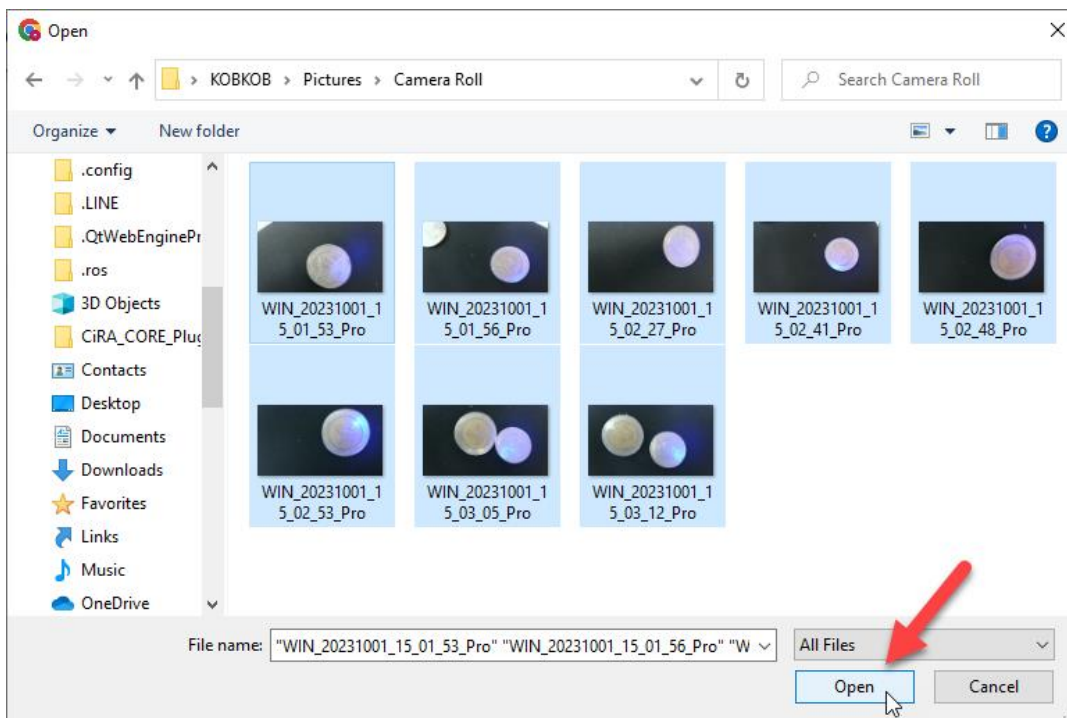 Open
KOBKOB > Pictures > Camera Roll
Search Camera Roll
Organize
New folder
.config
.LINE
.QtWebEnginePr
.ros
3D Objects
CiRA_CORE_Plug
Contacts
Desktop
Documents
Downloads
Favorites
Links
Music
OneDrive
WIN_20231001_1
5_01_53_Pro
WIN_20231001_1
5_01_56_Pro
WIN_20231001_1
5_02_27_Pro
WIN_20231001_1
5_02_41_Pro
WIN_20231001_1
5_02_48_Pro
WIN_20231001_1
5_02_53_Pro
WIN_20231001_1
5_03_05_Pro
WIN_20231001_1
5_03_12_Pro
File name: "WIN_20231001_15_01_53_Pro" "WIN_20231001_15_01_56_Pro" "W
All Files
Open
Cancel